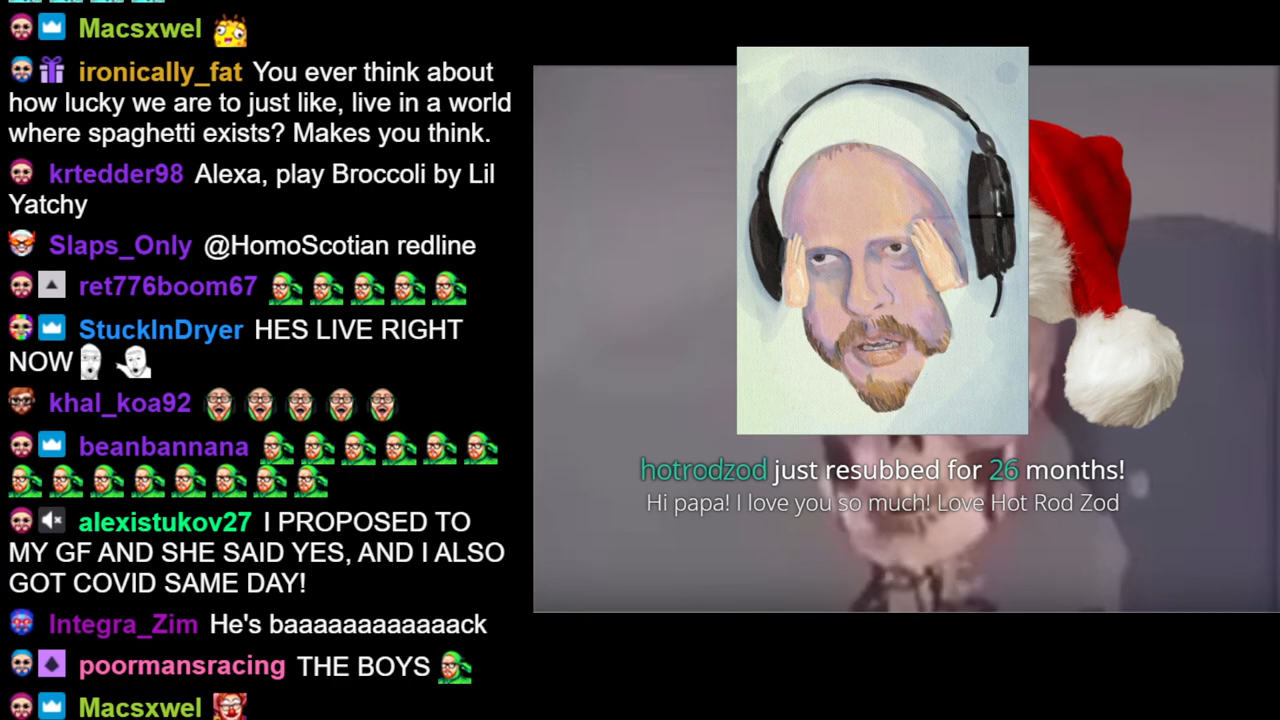 Macsxwel
ironically_fat You ever think about
how lucky we are to just like, live in a world
where spaghetti exists? Makes you think.
krtedder98 Alexa, play Broccoli by Lil
Yatchy
Slaps_Only @HomoScotian redline
ret776boom67
StuckInDryer HES LIVE RIGHT
NOW
khal_koa92
beanbannana
alexistukov27 I PROPOSED TO
MY GF AND SHE SAID YES, AND I ALSO
GOT COVID SAME DAY!
Integra_Zim He's baaaaaaaaaaaack
poormansracing THE BOYS
Macsxwel
hotrodzod just resubbed for 26 months!
Hi papa! I love you so much! Love Hot Rod Zod